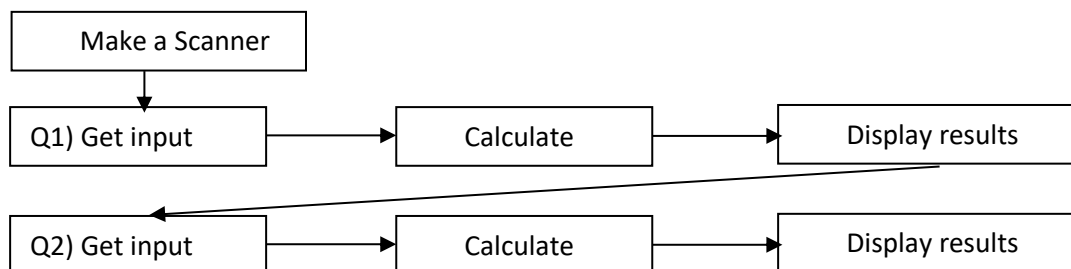 Make a Scanner
Q1) Get input
Calculate
Display results
Q2) Get input
Calculate
Display results